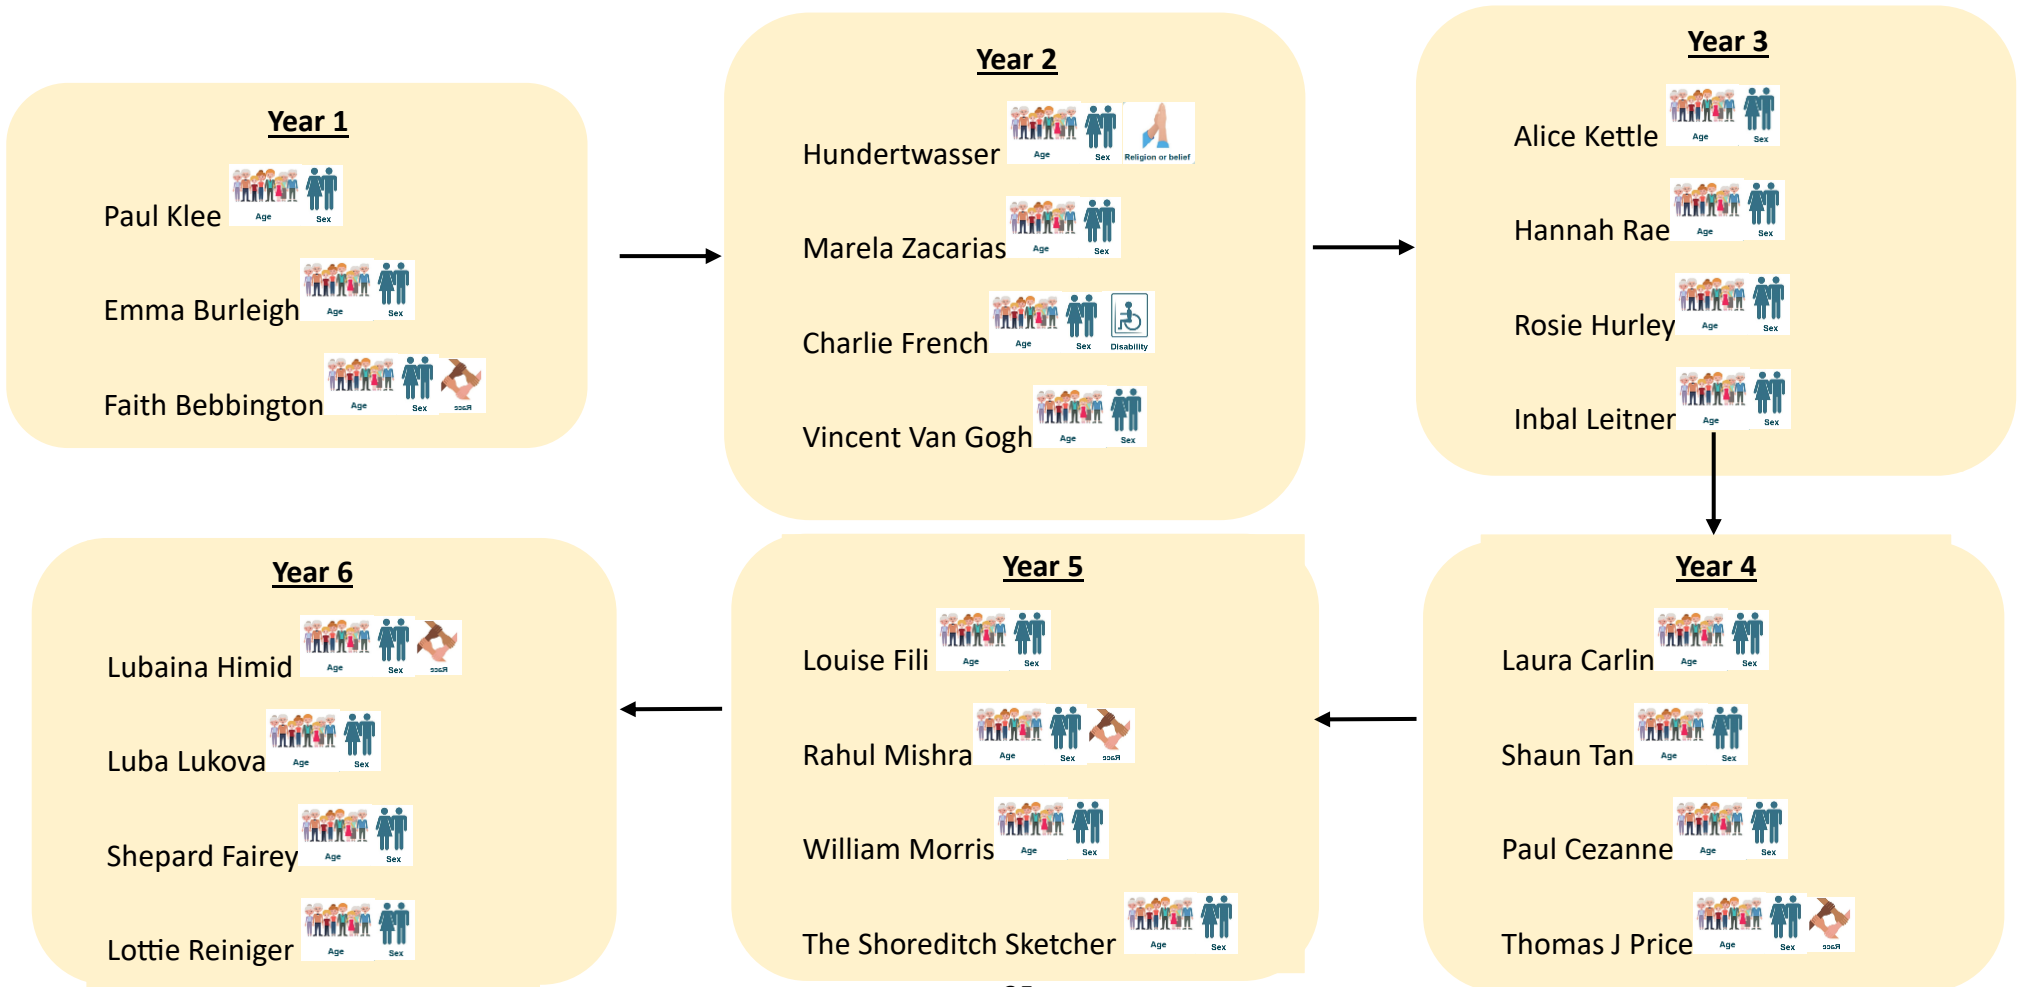 Year 1
Paul Klee Age Sex
Emma Burleigh Age Sex
Faith Bebbington Age Sex Race
Year 2
Hundertwasser Age Sex Religion or belief
Marela Zacarias Age Sex
Charlie French Age Sex Disability
Vincent Van Gogh Age Sex
Year 3
Alice Kettle Age Sex
Hannah Rae Age Sex
Rosie Hurley Age Sex
Inbal Leitner Age Sex
Year 4
Laura Carlin Age Sex
Shaun Tan Age Sex
Paul Cezanne Age Sex
Thomas J Price Age Sex Race
Year 5
Louise Fili Age Sex
Rahul Mishra Age Sex Race
William Morris Age Sex
The Shoreditch Sketcher Age Sex
Year 6
Lubaina Himid Age Sex Race
Luba Lukova Age Sex
Shepard Fairey Age Sex
Lottie Reiniger Age Sex